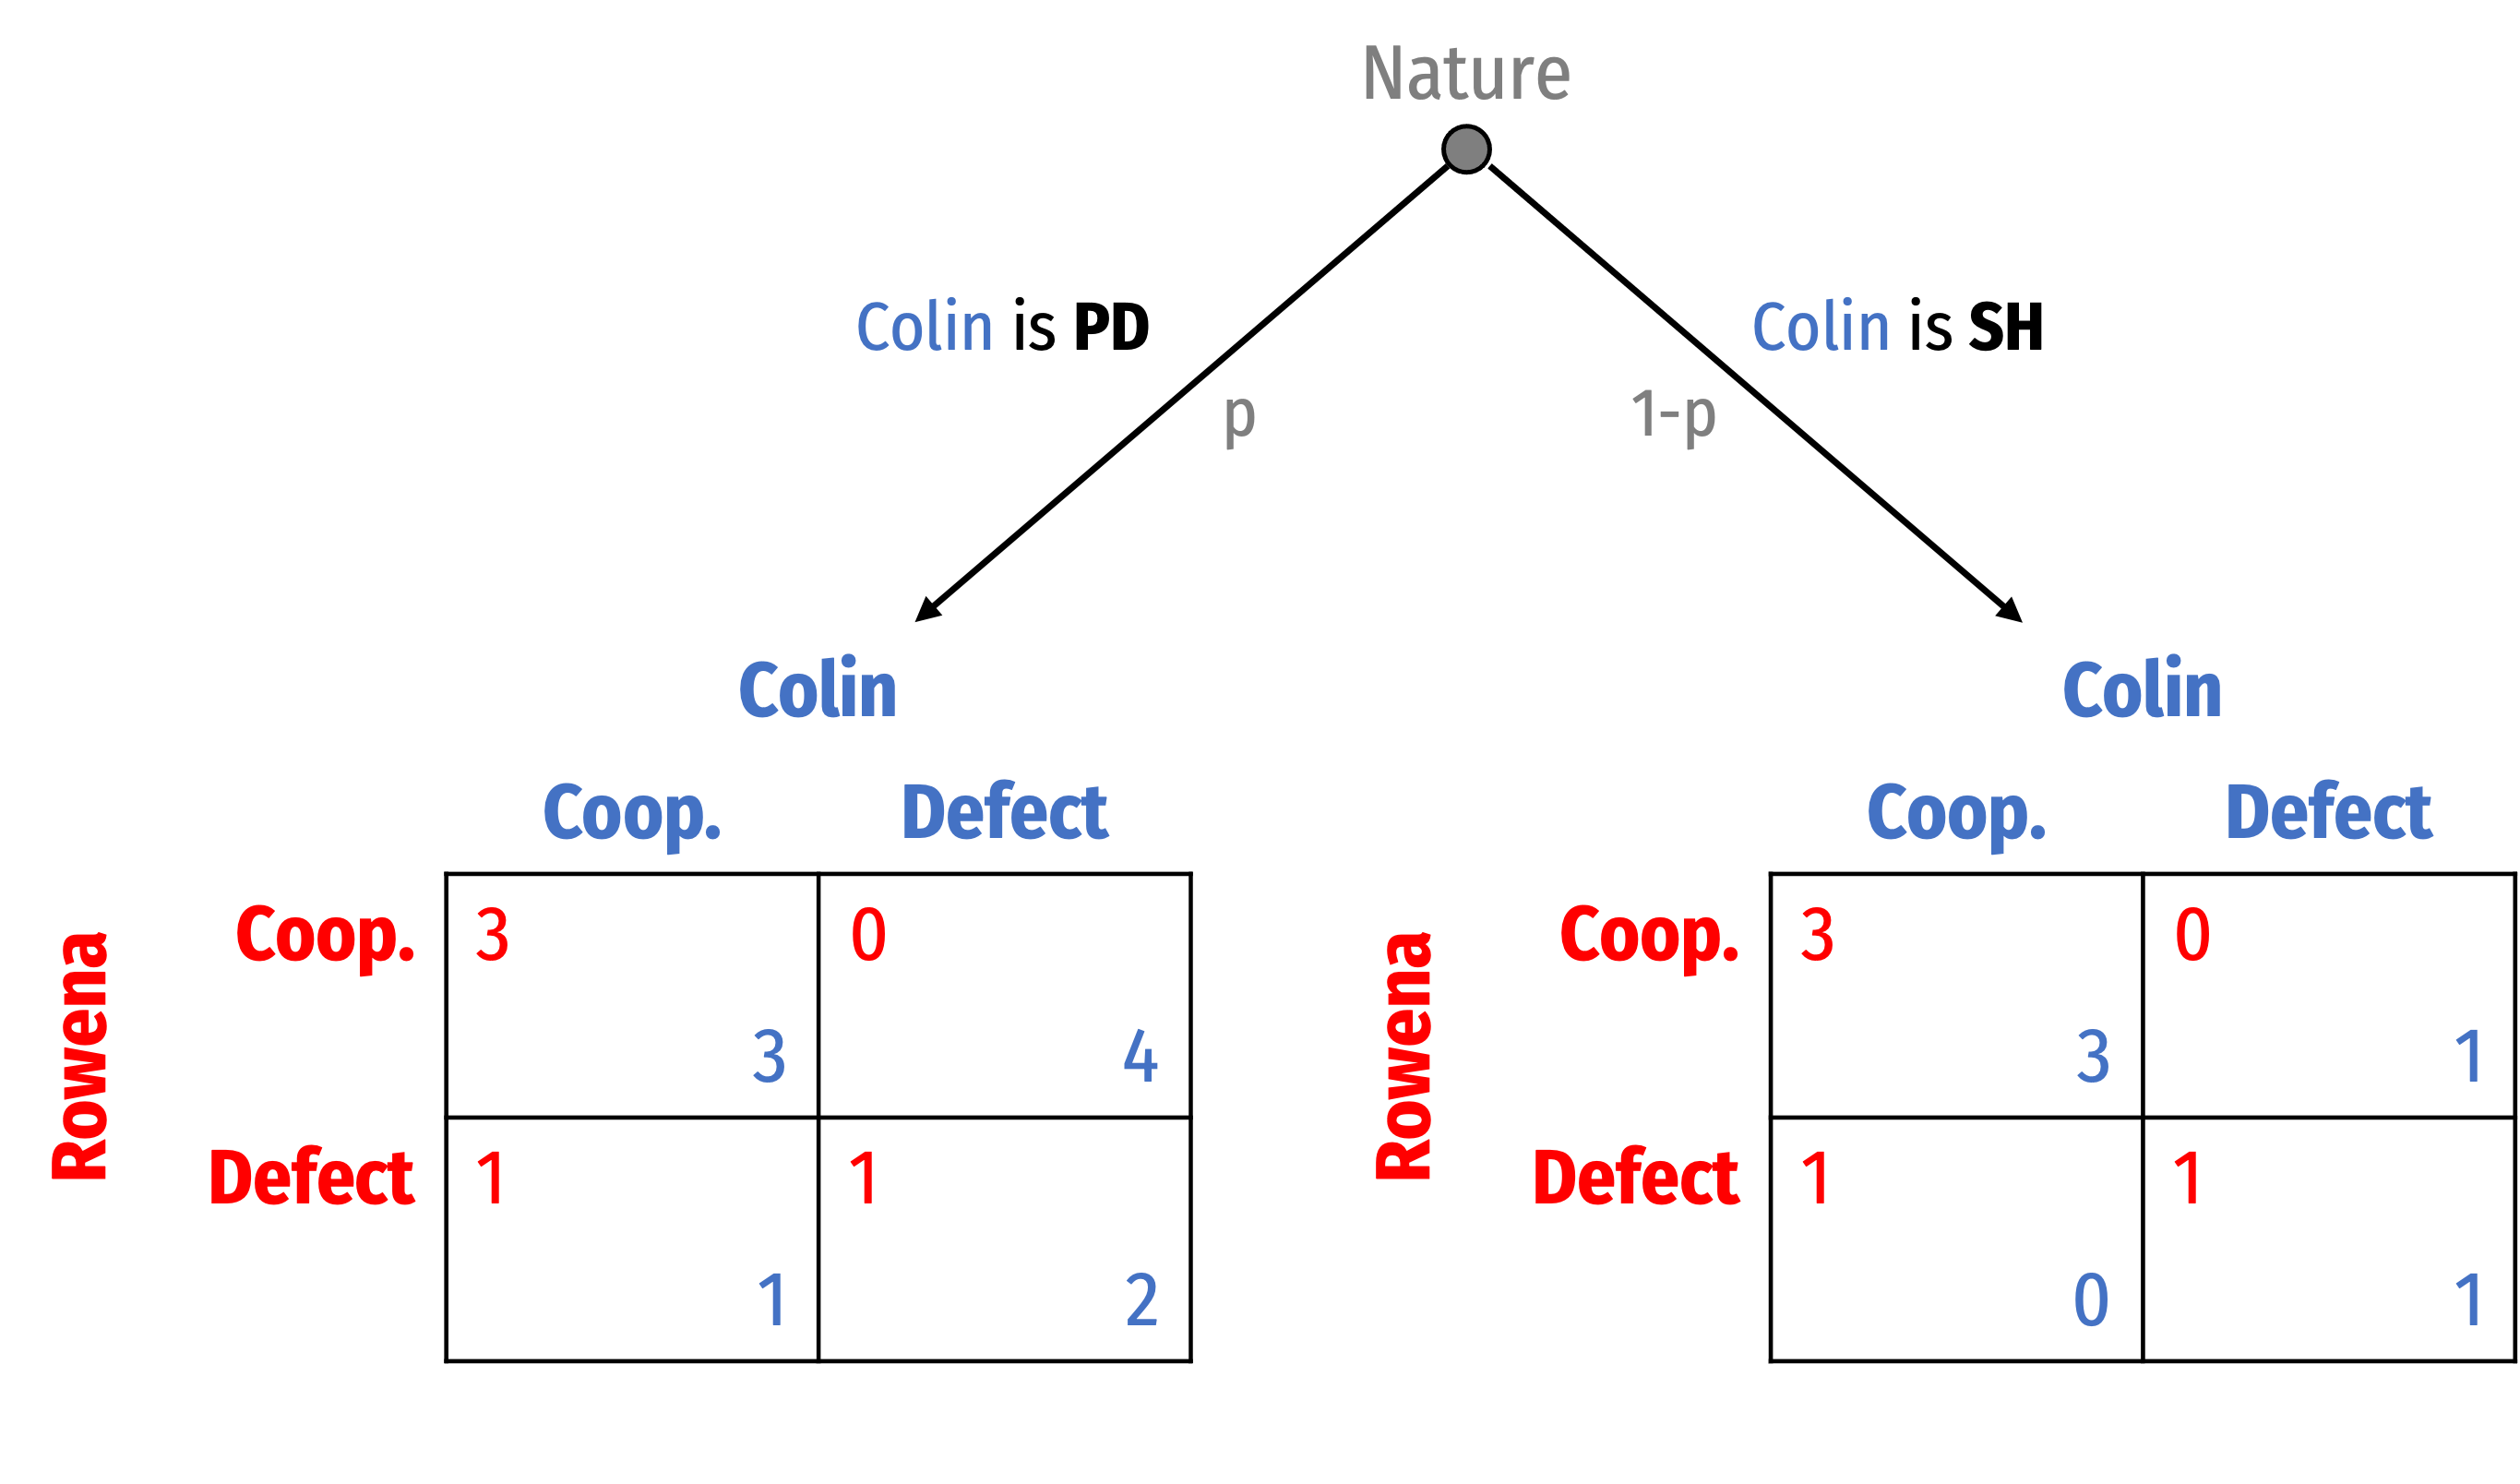 Nature
Colin is PD
Colin is SH
p
1-p
Colin
Colin
Coop. Defect
Coop. Defect
Rowena
Coop. 3 0
3 4
Defect 1 1
1 2
Rowena
Coop. 3 0
3 1
Defect 1 1
0 1